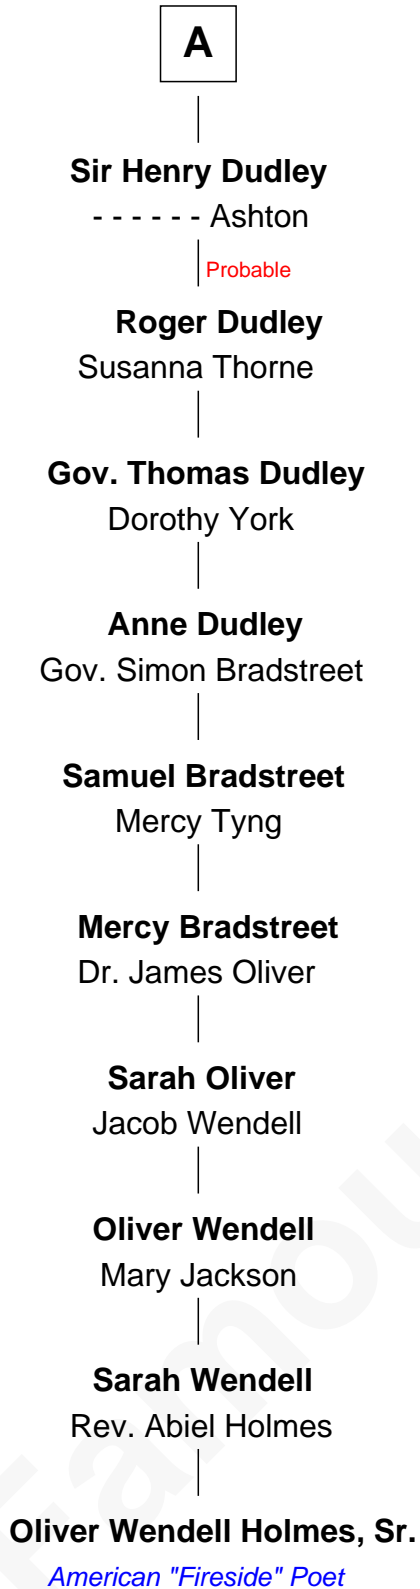 A
Sir Henry Dudley
- - - - - - Ashton
Probable
Roger Dudley
Susanna Thorne
Gov. Thomas Dudley
Dorothy York
Anne Dudley
Gov. Simon Bradstreet
Samuel Bradstreet
Mercy Tyng
Mercy Bradstreet
Dr. James Oliver
Sarah Oliver
Jacob Wendell
Oliver Wendell
Mary Jackson
Sarah Wendell
Rev. Abiel Holmes
Oliver Wendell Holmes, Sr.
American "Fireside" Poet
Famou